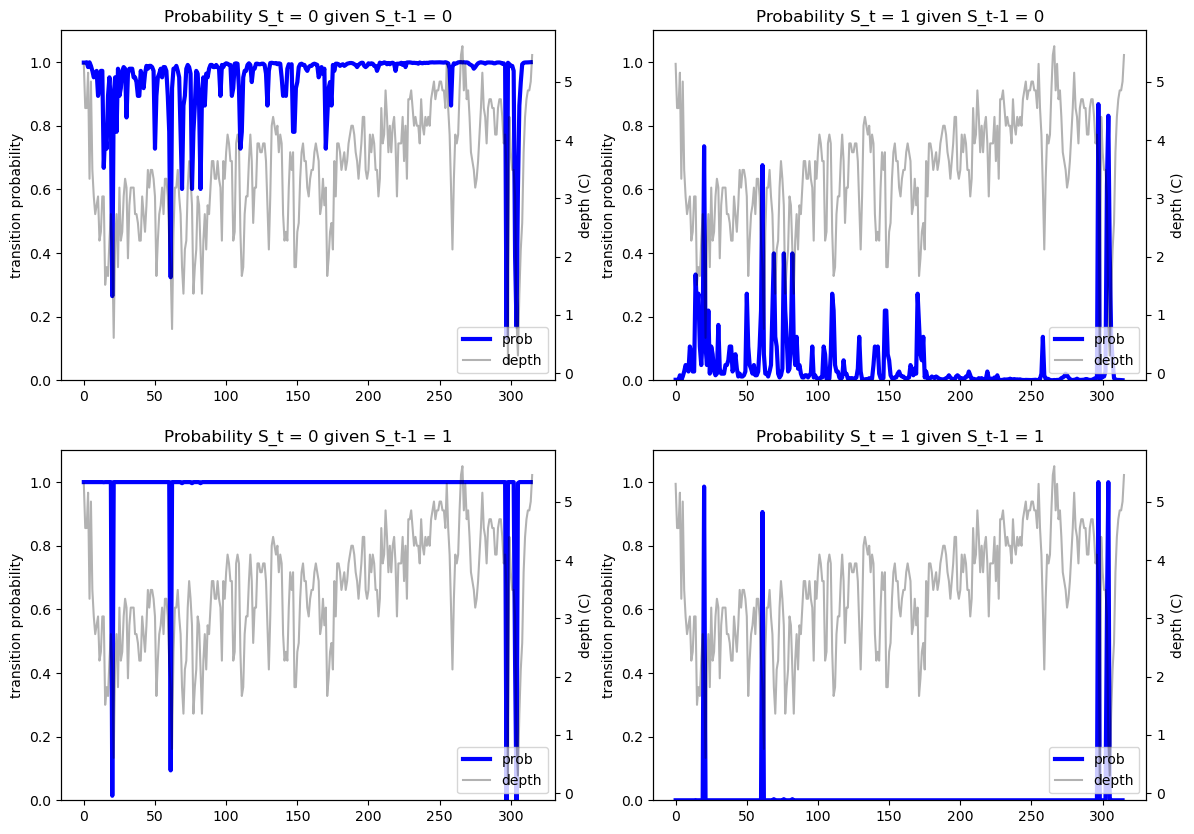 Probability S_t = 0 given S_t-1 = 0
transition probability
1.0
0.8
0.6
0.4
0.2
0.0
0 50 100 150 200 250 300
5
4
3
2
1
0
depth (C)
prob
depth
Probability S_t = 1 given S_t-1 = 0
transition probability
1.0
0.8
0.6
0.4
0.2
0.0
0 50 100 150 200 250 300
5
4
3
2
1
0
depth (C)
prob
depth
Probability S_t = 0 given S_t-1 = 1
transition probability
1.0
0.8
0.6
0.4
0.2
0.0
0 50 100 150 200 250 300
5
4
3
2
1
0
depth (C)
prob
depth
Probability S_t = 1 given S_t-1 = 1
transition probability
1.0
0.8
0.6
0.4
0.2
0.0
0 50 100 150 200 250 300
5
4
3
2
1
0
depth (C)
prob
depth